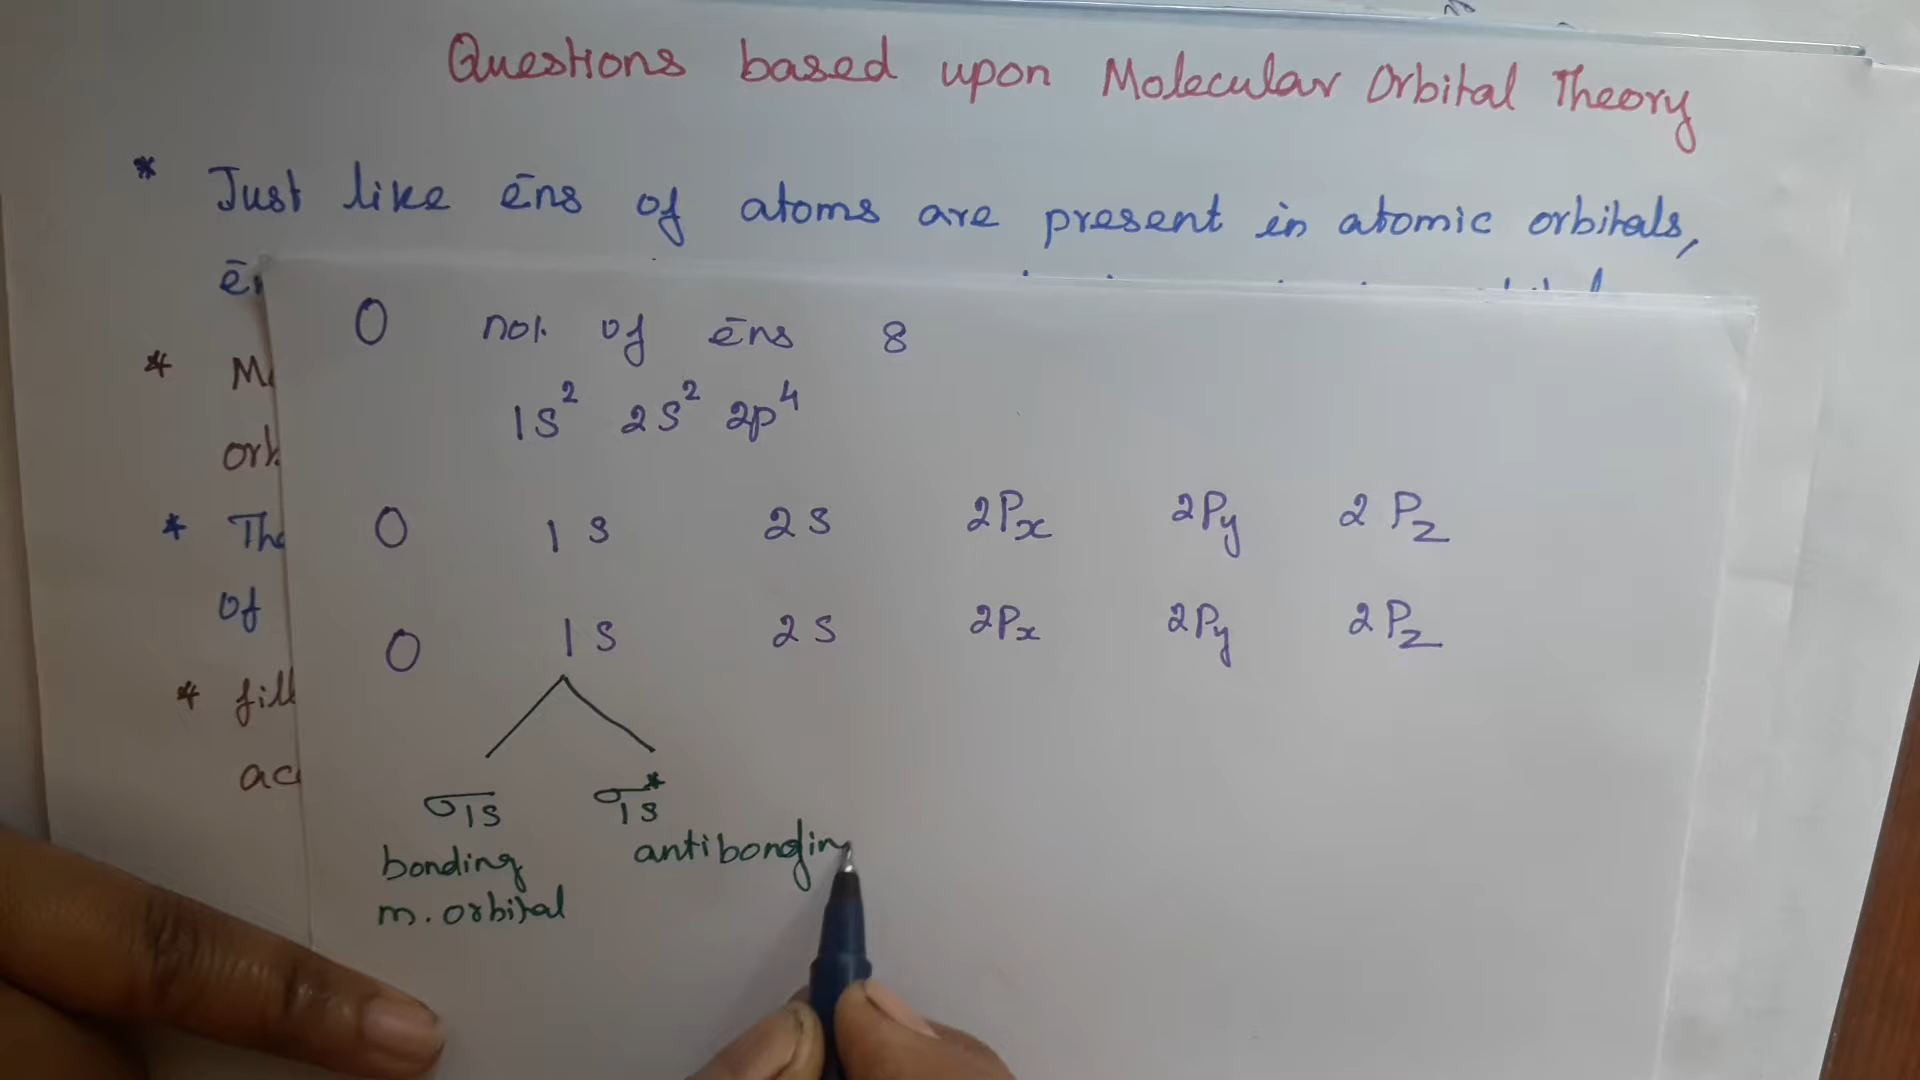 Questions based upon Molecular Orbital Theory
* Just like ēns of atoms are present in atomic orbitals,
O no. of ēns 8
1s² 2s² 2p⁴
*
O 1s 2s 2Px 2Py 2Pz
* of
O 1s 2s 2Px 2Py 2Pz
*
σ1s σ*1s
bonding antibonding
m. orbital